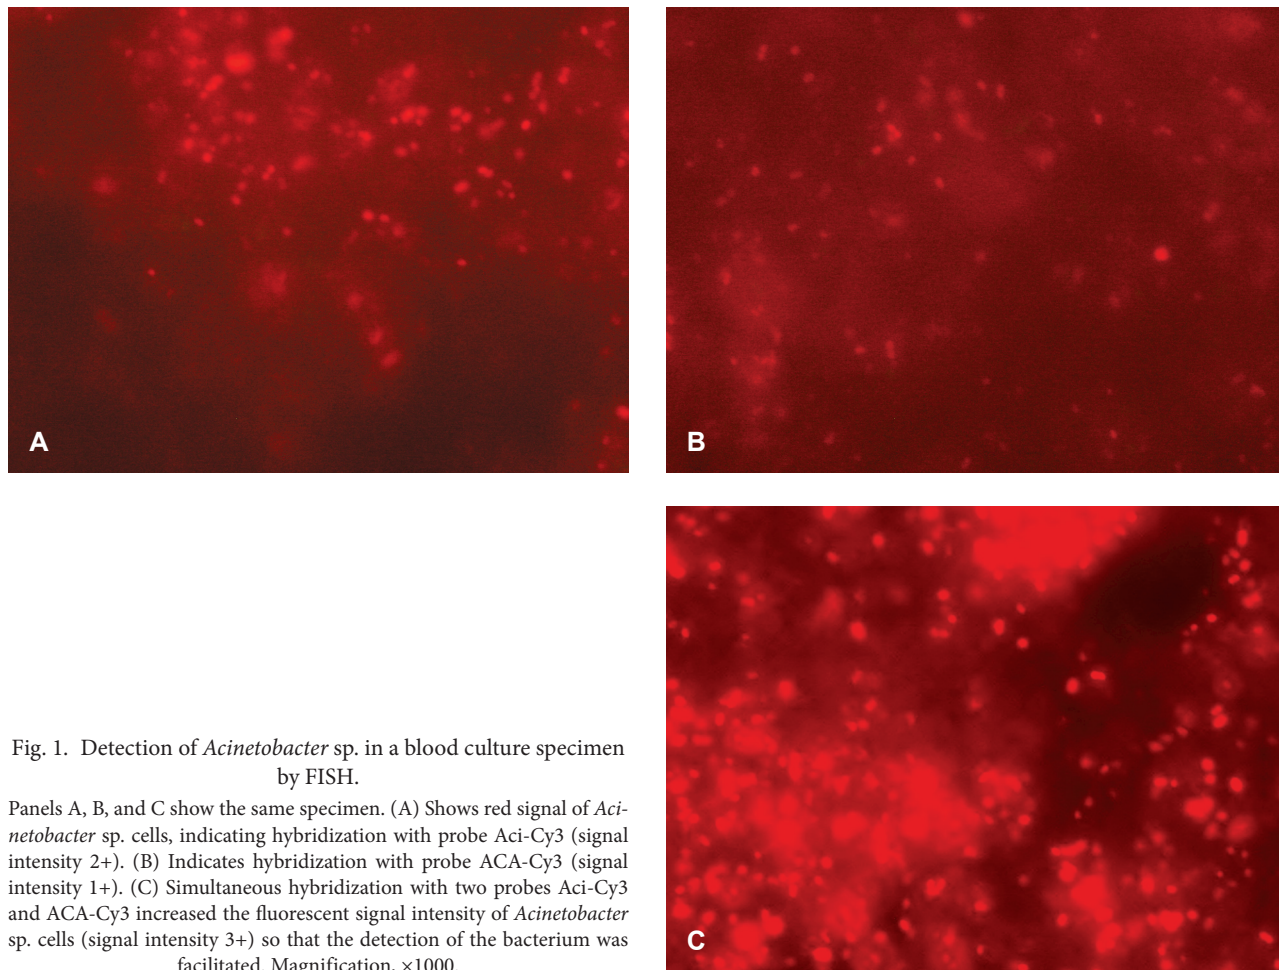 A
B
C
Fig. 1. Detection of Acinetobacter sp. in a blood culture specimen
by FISH.
Panels A, B, and C show the same specimen. (A) Shows red signal of Aci-
netobacter sp. cells, indicating hybridization with probe Aci-Cy3 (signal
intensity 2+). (B) Indicates hybridization with probe ACA-Cy3 (signal
intensity 1+). (C) Simultaneous hybridization with two probes Aci-Cy3
and ACA-Cy3 increased the fluorescent signal intensity of Acinetobacter
sp. cells (signal intensity 3+) so that the detection of the bacterium was
facilitated. Magnification, ×1000.